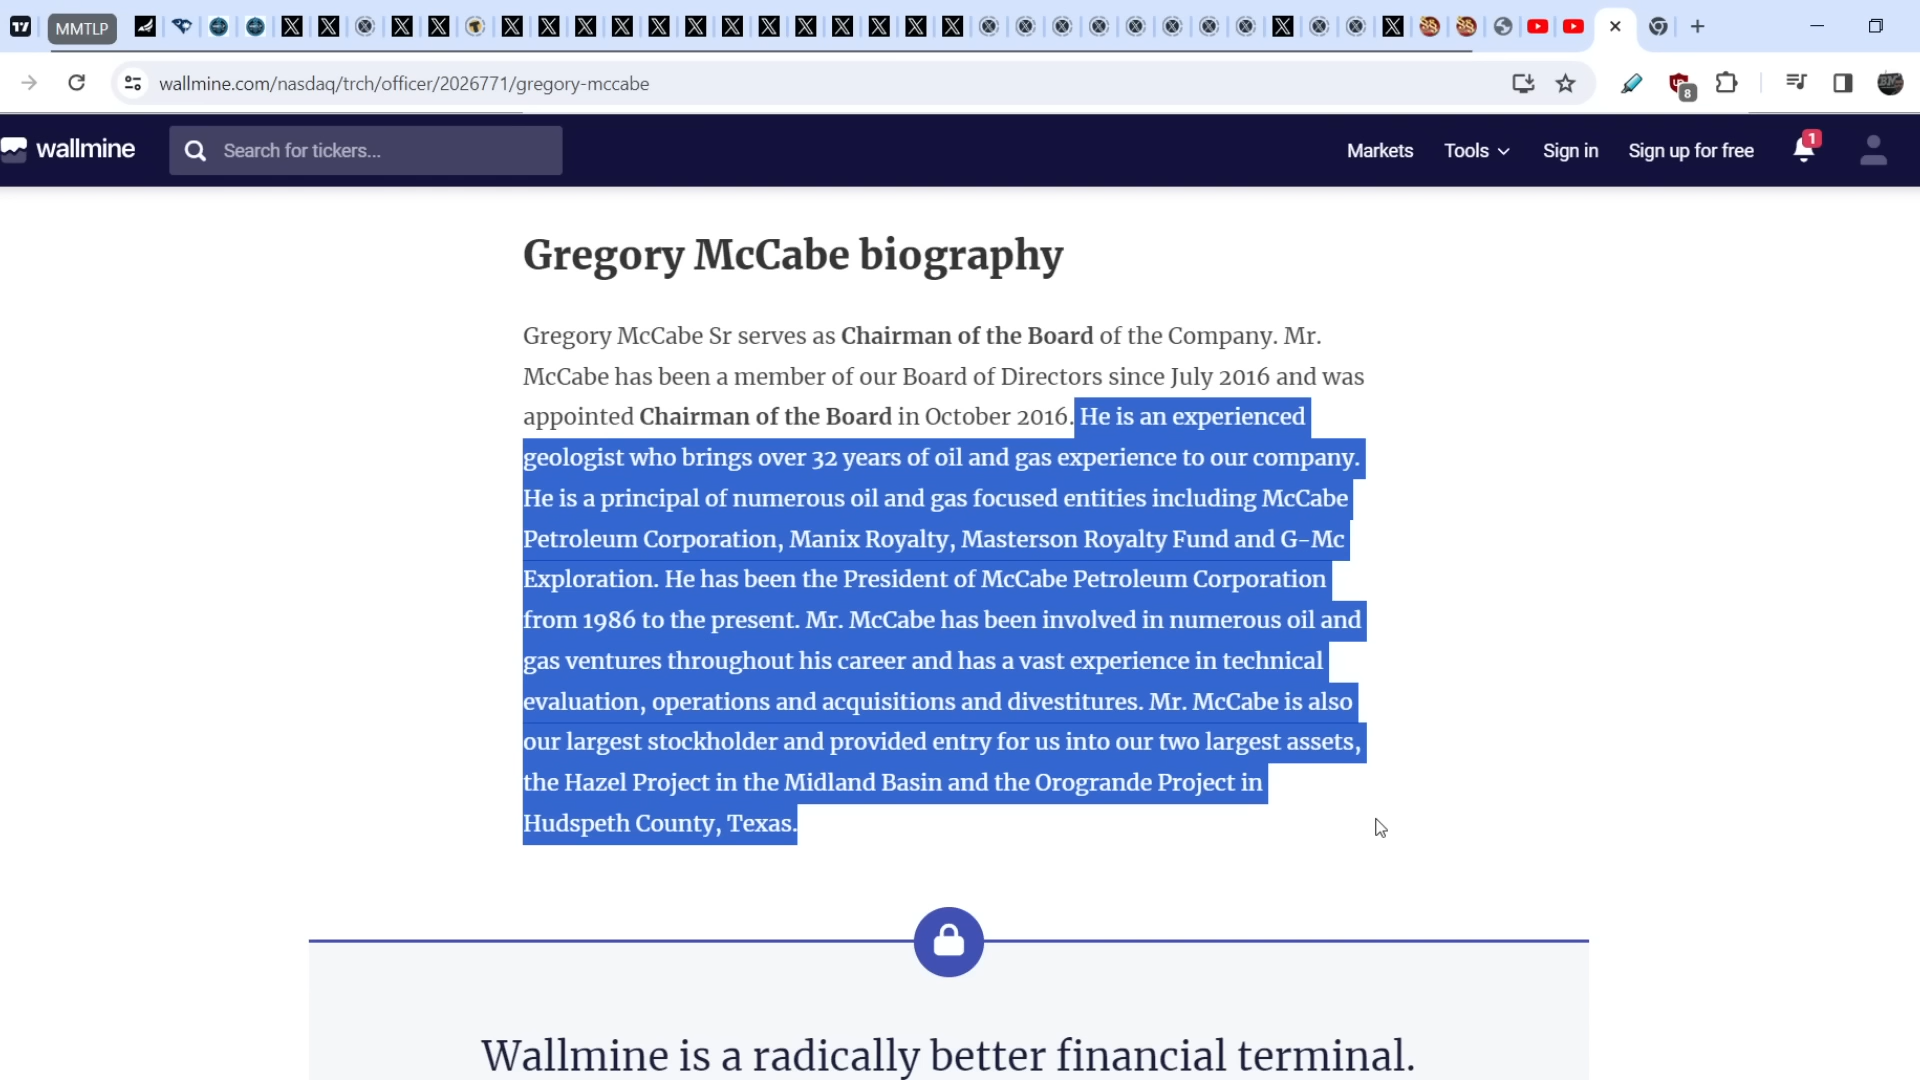 MMTLP
wallmine.com/nasdaq/trch/officer/2026771/gregory-mccabe
8
wallmine
Search for tickers...
Markets
Tools
Sign in
Sign up for free
1
Gregory McCabe biography
Gregory McCabe Sr serves as Chairman of the Board of the Company. Mr.
McCabe has been a member of our Board of Directors since July 2016 and was
appointed Chairman of the Board in October 2016. He is an experienced
geologist who brings over 32 years of oil and gas experience to our company.
He is a principal of numerous oil and gas focused entities including McCabe
Petroleum Corporation, Manix Royalty, Masterson Royalty Fund and G-Mc
Exploration. He has been the President of McCabe Petroleum Corporation
from 1986 to the present. Mr. McCabe has been involved in numerous oil and
gas ventures throughout his career and has a vast experience in technical
evaluation, operations and acquisitions and divestitures. Mr. McCabe is also
our largest stockholder and provided entry for us into our two largest assets,
the Hazel Project in the Midland Basin and the Orogrande Project in
Hudspeth County, Texas.
Wallmine is a radically better financial terminal.